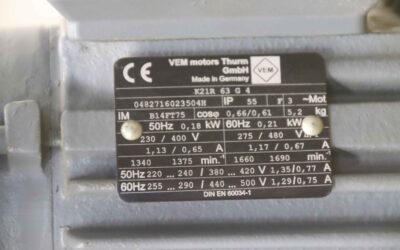 VEM motors Thurm
GmbH
Made in Germany
VEM
K21R 63 G 4
0482716023504H IP 55 F 3 ~Mot
IM B14FT75 cosφ 0,66/0,61 5,2 kg
50Hz 0,18 kW 60Hz 0,21 kW
230 / 400 V 275 / 480 V
1,13 / 0,65 A 1,17 / 0,67 A
1340 1375 min.-1 1660 1690 min.-1
50Hz 220 ... 240 / 380 ... 420 V 1,35/0,77 A
60Hz 255 ... 290 / 440 ... 500 V 1,29/0,75 A
DIN EN 60034-1